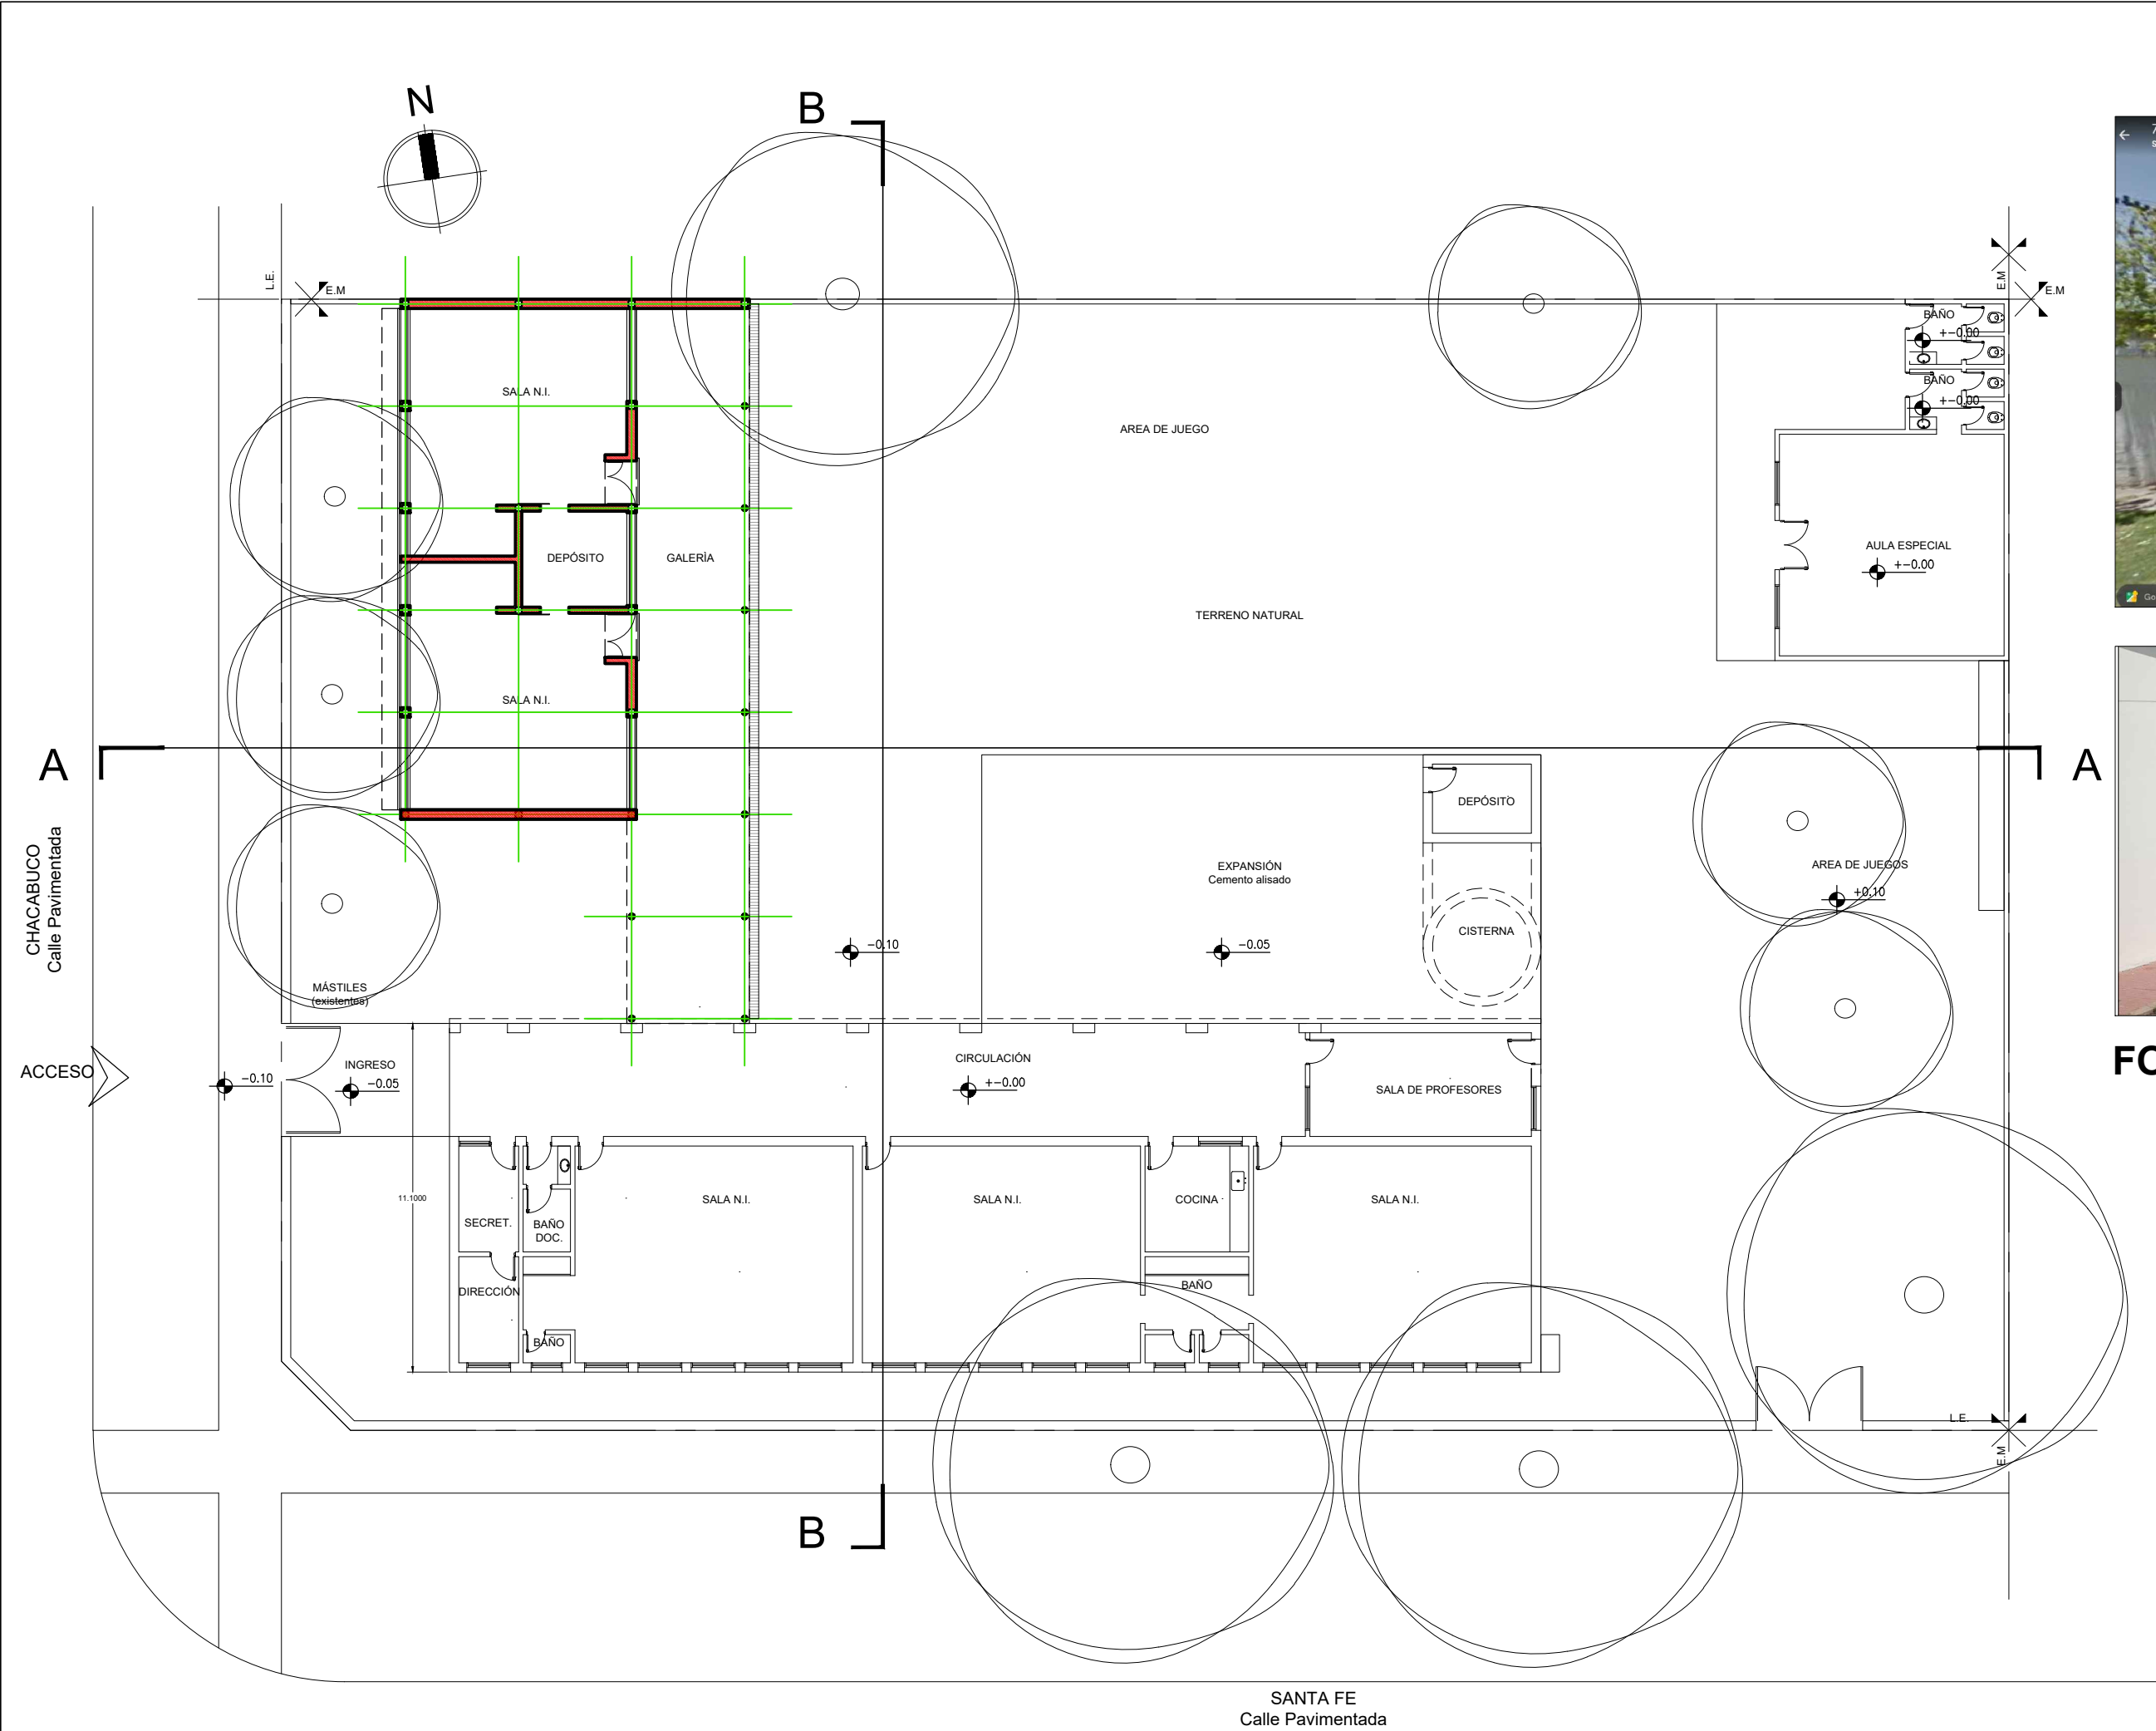 N
B
L.E.
E.M
E.M
E.M
BAÑO
+-0.00
BAÑO
+-0.00
SALA N.I.
AREA DE JUEGO
AULA ESPECIAL
+-0.00
DEPÓSITO
GALERÌA
TERRENO NATURAL
SALA N.I.
A
A
DEPÓSITO
CHACABUCO
Calle Pavimentada
EXPANSIÓN
Cemento alisado
AREA DE JUEGOS
+0.10
CISTERNA
-0.10
-0.05
MÁSTILES
(existentes)
ACCESO
-0.10
INGRESO
-0.05
CIRCULACIÓN
+-0.00
SALA DE PROFESORES
FO
11.1000
SALA N.I.
SALA N.I.
COCINA
SALA N.I.
SECRET.
BAÑO
DOC.
DIRECCIÓN
BAÑO
BAÑO
L.E.
E.M
B
SANTA FE
Calle Pavimentada